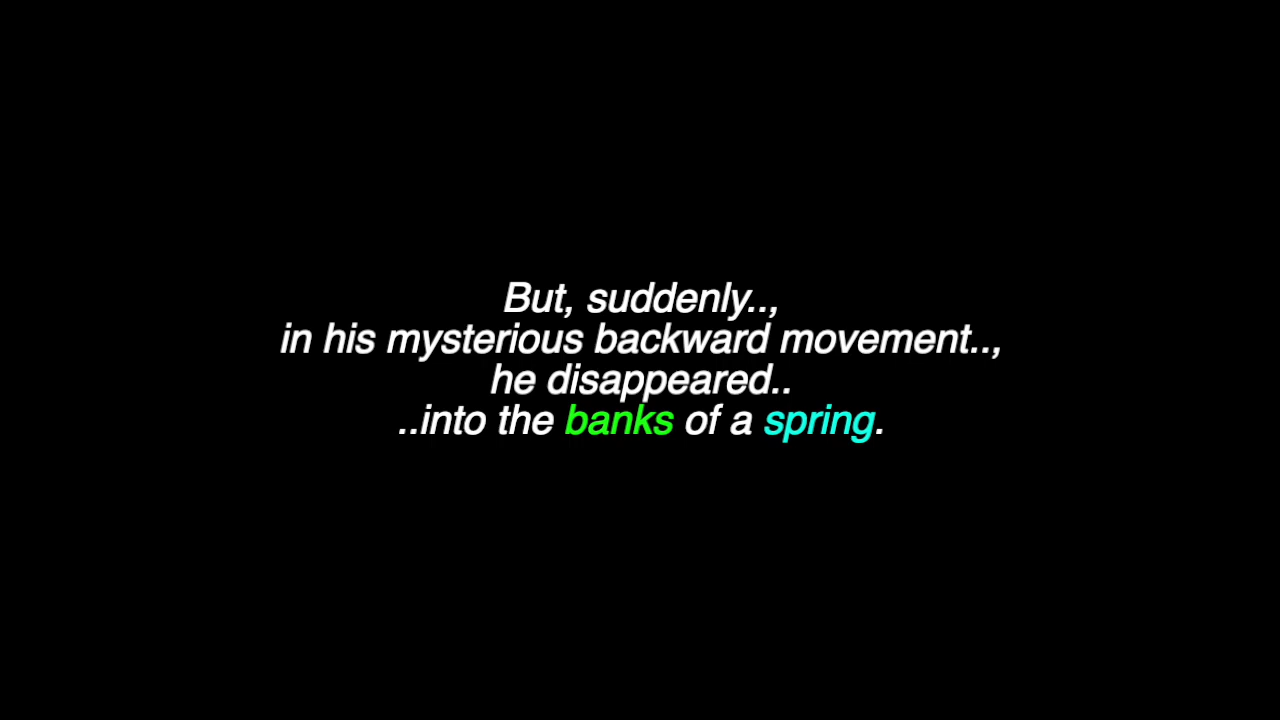 But, suddenly..,
in his mysterious backward movement..,
he disappeared..
..into the banks of a spring.